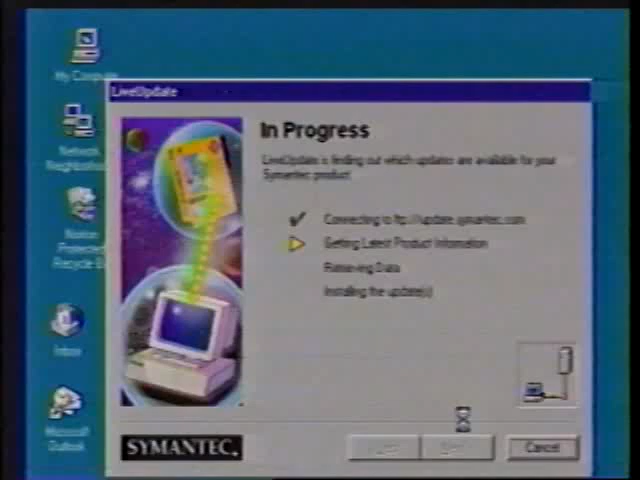 My Computer
LiveUpdate
In Progress
LiveUpdate is finding out which updates are available for your
Symantec product
Network
Neighborhood
Connecting to ftp://update.symantec.com
Getting Latest Product Information
Norton
Protected
Recycle B
Retrieving Data
Installing the update(s)
Inbox
Microsoft
Outlook
SYMANTEC.
Cancel